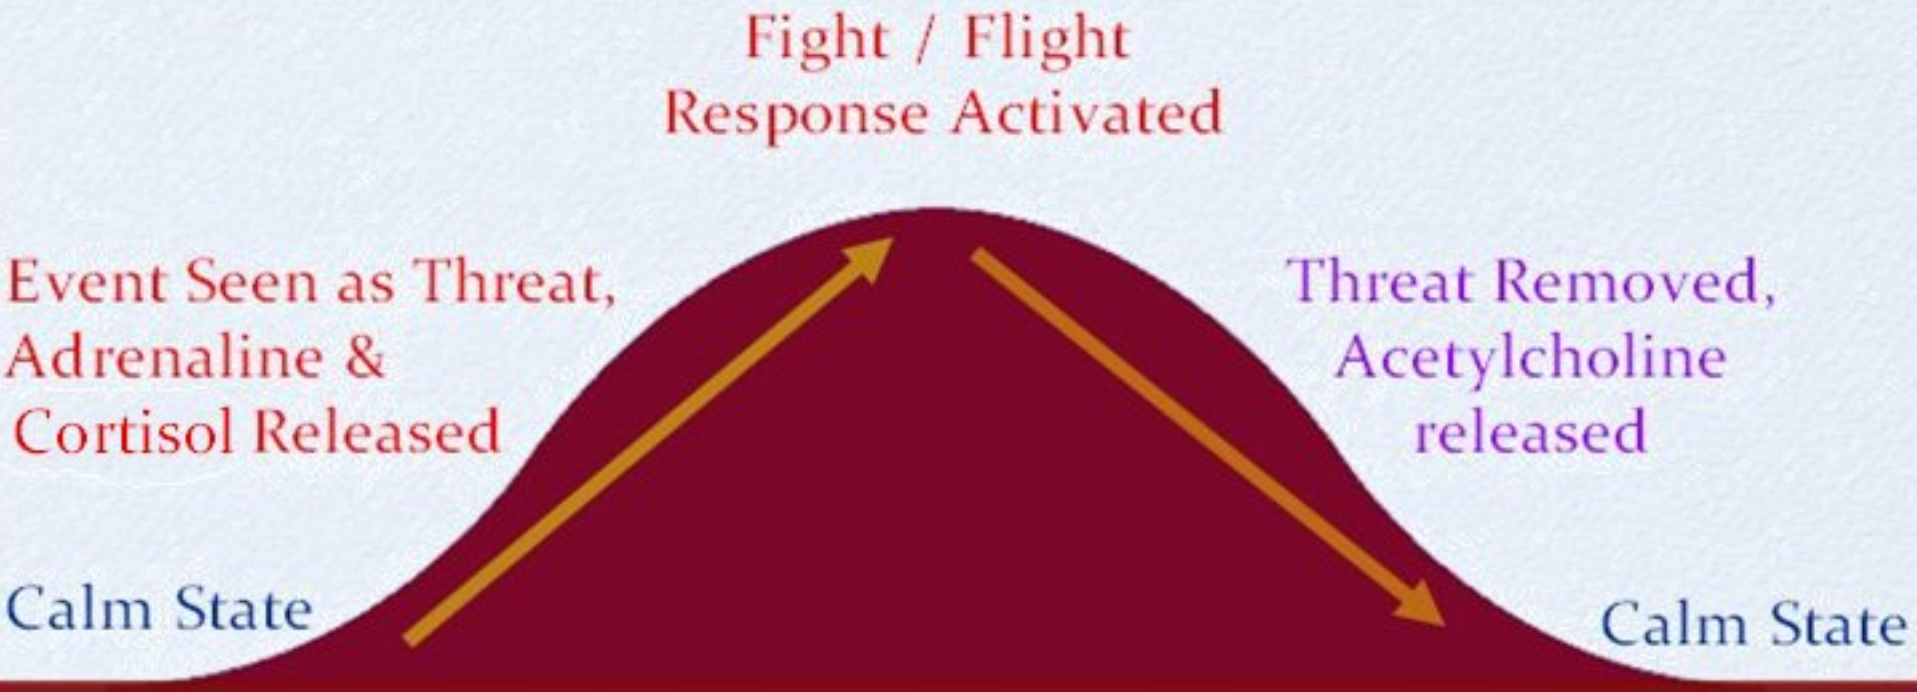 Fight / Flight
Response Activated
Event Seen as Threat,
Adrenaline &
Cortisol Released
Threat Removed,
Acetylcholine
released
Calm State
Calm State